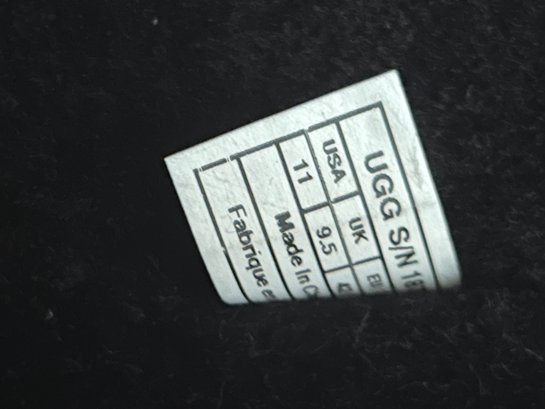 UGG S/N
USA UK
11 9.5
Made In
Fabrique